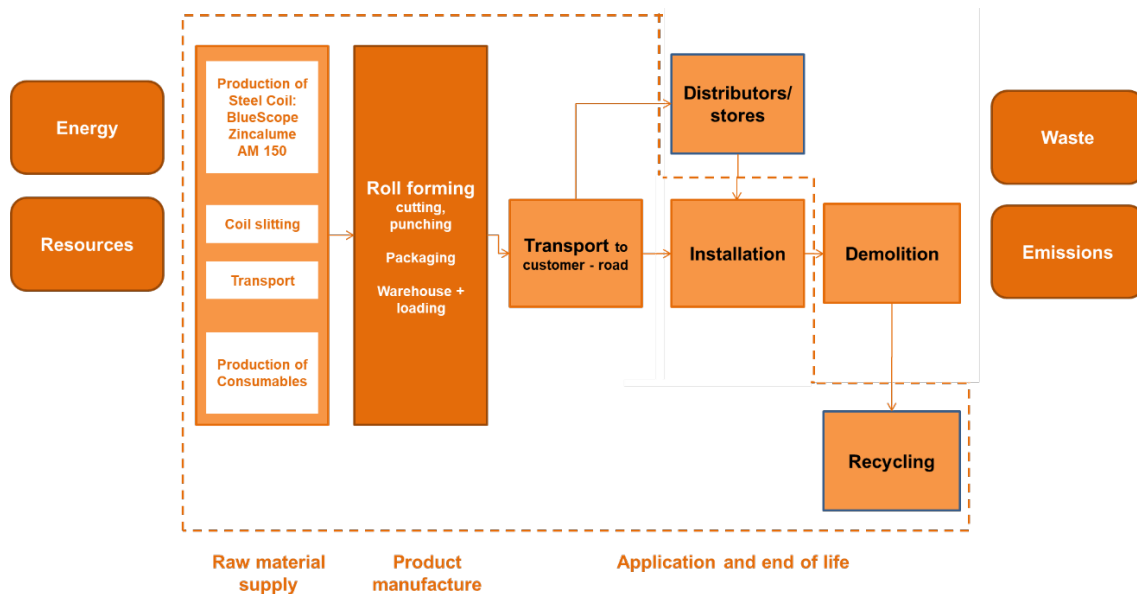 Energy
Resources
Production of
Steel Coil:
BlueScope
Zincalume
AM 150
Coil slitting
Transport
Production of
Consumables
Roll forming
cutting,
punching
Packaging
Warehouse +
loading
Transport to
customer - road
Distributors/
stores
Installation
Demolition
Recycling
Waste
Emissions
Raw material
supply
Product
manufacture
Application and end of life